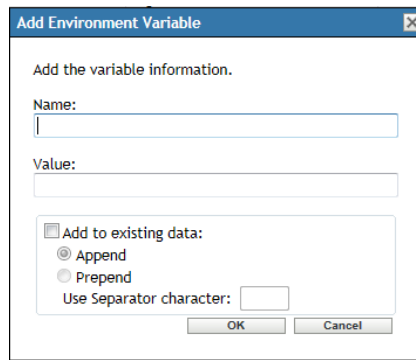 Add Environment Variable
Add the variable information.
Name:
Value:
Add to existing data:
Append
Prepend
Use Separator character:
OK Cancel